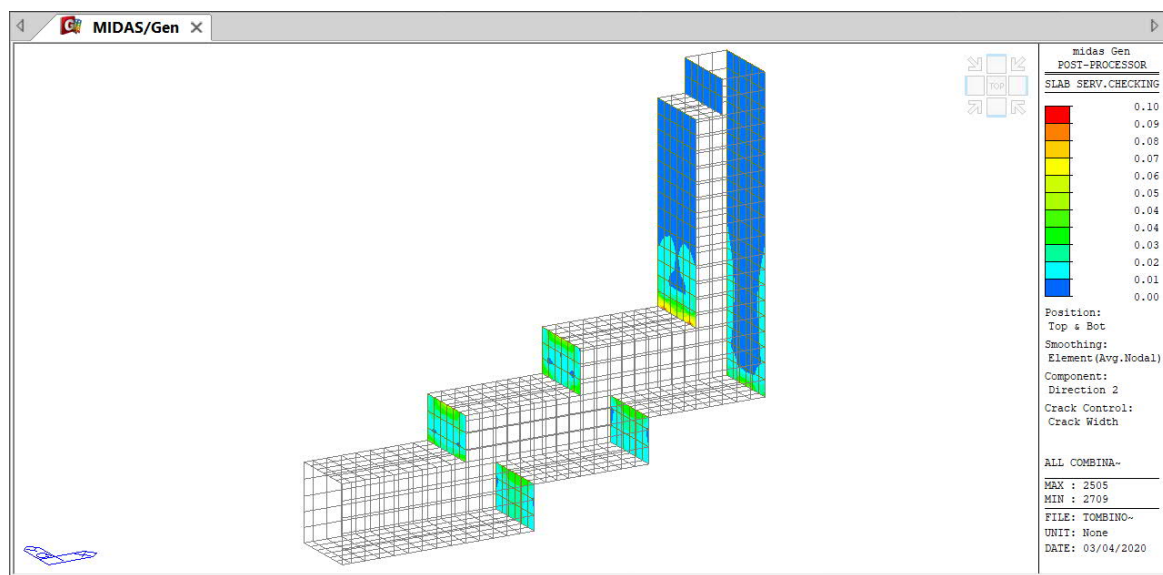 MIDAS/Gen
TOP
midas Gen
POST-PROCESSOR
SLAB SERV.CHECKING
0.10
0.09
0.08
0.07
0.06
0.05
0.04
0.03
0.02
0.01
0.00
Position:
Top & Bot
Smoothing:
Element(Avg.Nodal)
Component:
Direction 2
Crack Control:
Crack Width
ALL COMBINA~
MAX : 2505
MIN : 2709
FILE: TOMBINO~
UNIT: None
DATE: 03/04/2020